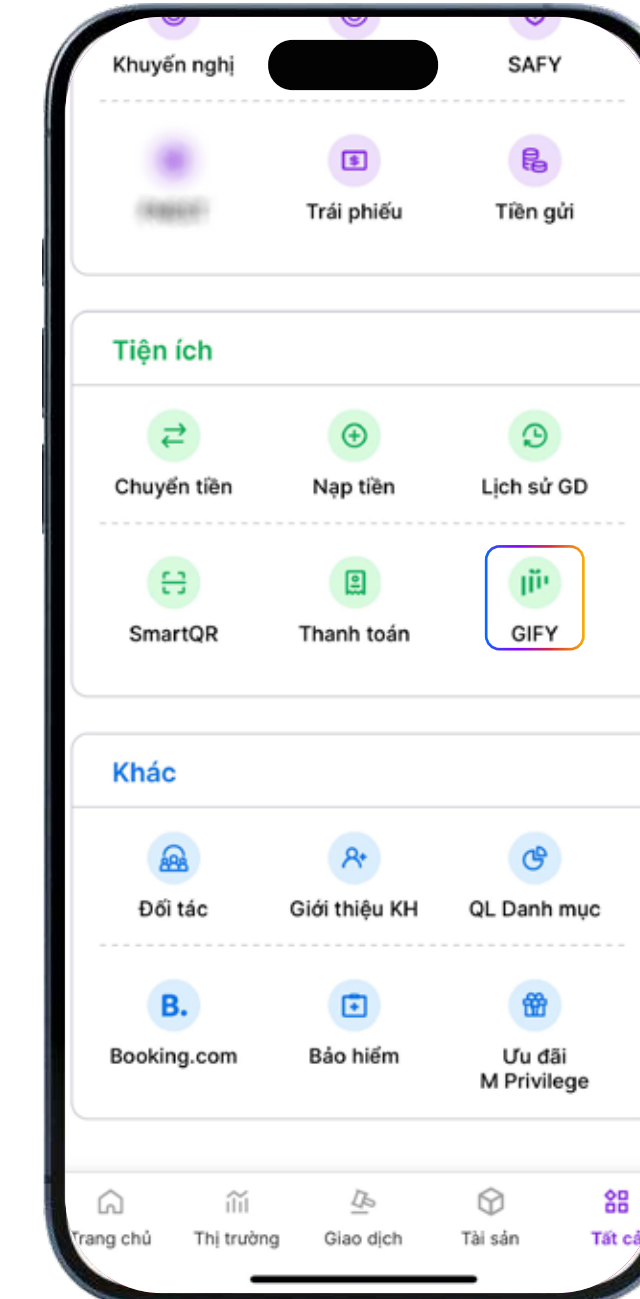 Khuyến nghị
SAFY
Trái phiếu
Tiền gửi
Tiện ích
Chuyển tiền
Nạp tiền
Lịch sử GD
SmartQR
Thanh toán
GIFY
Khác
Đối tác
Giới thiệu KH
QL Danh mục
B.
Booking.com
Bảo hiểm
Ưu đãi
M Privilege
Trang chủ
Thị trường
Giao dịch
Tài sản
Tất cả